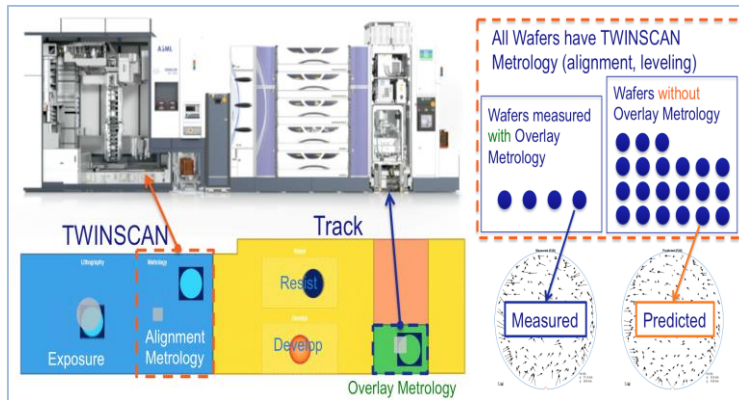 ASML
All Wafers have TWINSCAN
Metrology (alignment, leveling)
Wafers measured
with Overlay
Metrology
Wafers without
Overlay Metrology
TWINSCAN
Track
Lithography
Metrology
Resist
Develop
Exposure
Alignment
Metrology
Overlay Metrology
Measured
Predicted